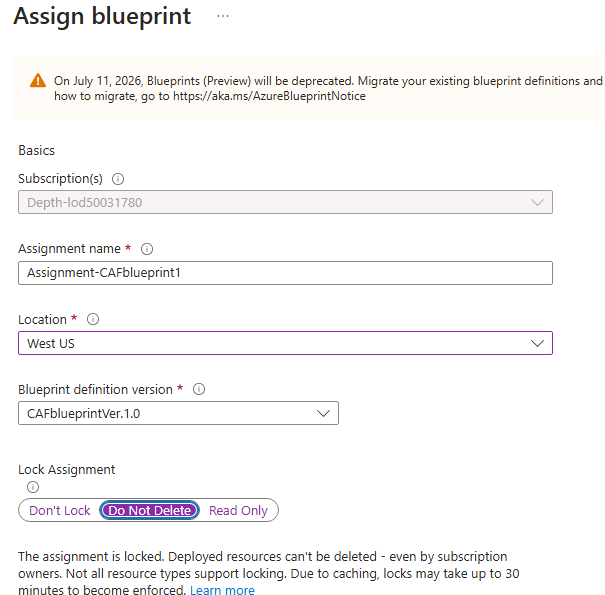 Assign blueprint ...
On July 11, 2026, Blueprints (Preview) will be deprecated. Migrate your existing blueprint definitions and
how to migrate, go to https://aka.ms/AzureBlueprintNotice
Basics
Subscription(s)
Depth-lod50031780
Assignment name *
Assignment-CAFblueprint1
Location *
West US
Blueprint definition version *
CAFblueprintVer.1.0
Lock Assignment
Don't Lock Do Not Delete Read Only
The assignment is locked. Deployed resources can't be deleted - even by subscription
owners. Not all resource types support locking. Due to caching, locks may take up to 30
minutes to become enforced. Learn more